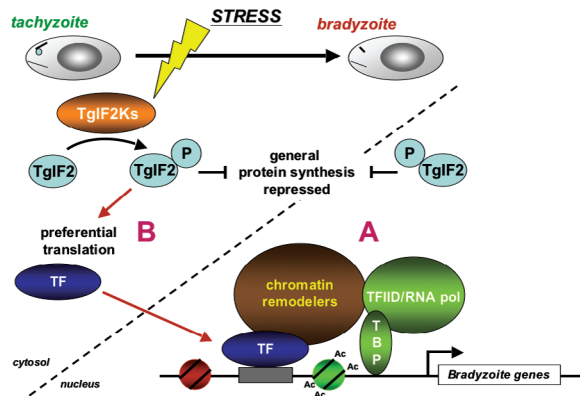 tachyzoite
STRESS
bradyzoite
TgIF2Ks
P
TgIF2
TgIF2
general
protein synthesis
repressed
P
TgIF2
preferential
translation
B
A
TF
chromatin
remodelers
TFIID/RNA pol
T
B
P
TF
Ac
Ac
Ac
Ac
cytosol
nucleus
Bradyzoite genes